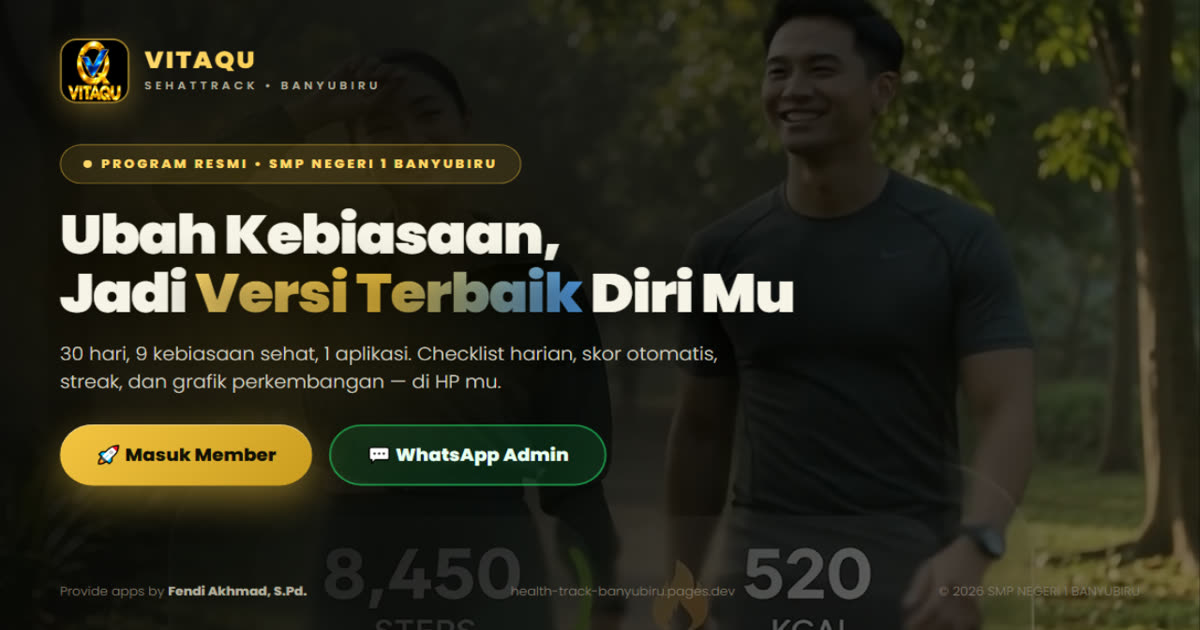 VITAQU
VITAQU
SEHATTRACK • BANYUBIRU
PROGRAM RESMI • SMP NEGERI 1 BANYUBIRU
Ubah Kebiasaan,
Jadi Versi Terbaik Diri Mu
30 hari, 9 kebiasaan sehat, 1 aplikasi. Checklist harian, skor otomatis,
streak, dan grafik perkembangan — di HP mu.
🚀 Masuk Member
💬 WhatsApp Admin
8,450
STEPS
520
KCAL
Provide apps by Fendi Akhmad, S.Pd.
health-track-banyubiru.pages.dev
© 2026 SMP NEGERI 1 BANYUBIRU